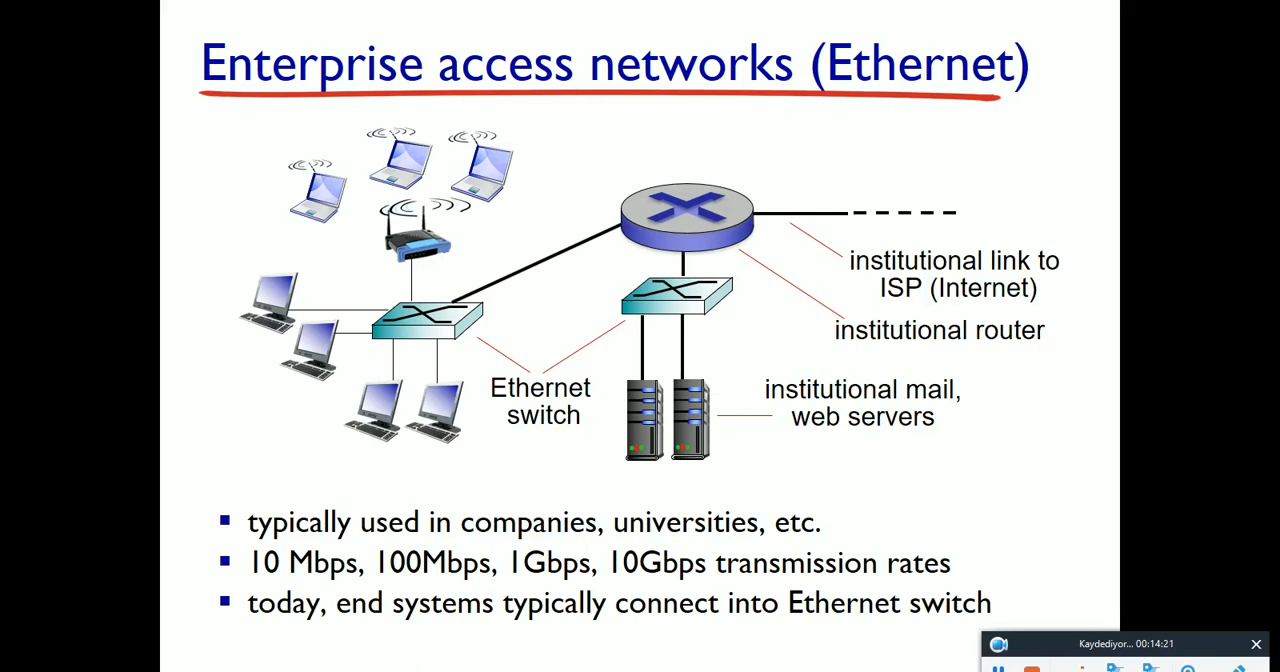 Enterprise access networks (Ethernet)
institutional link to
ISP (Internet)
institutional router
Ethernet
switch
institutional mail,
web servers
typically used in companies, universities, etc.
10 Mbps, 100Mbps, 1Gbps, 10Gbps transmission rates
today, end systems typically connect into Ethernet switch
Kaydediyor... 00:14:21